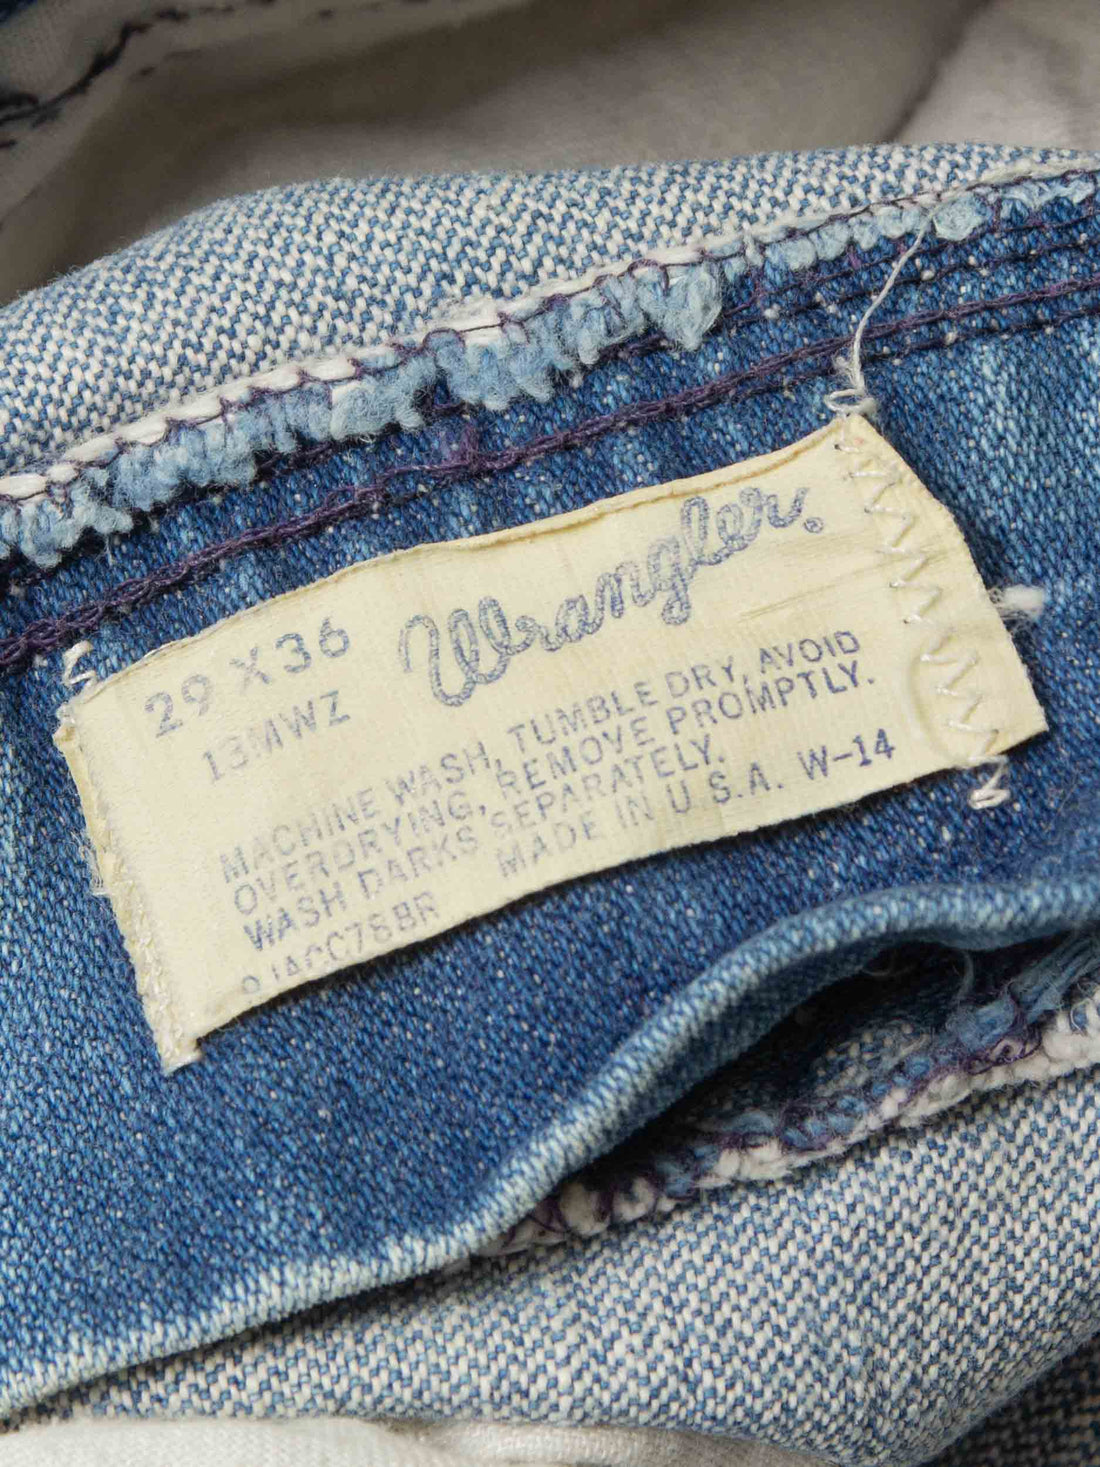 Wrangler.
29 X 36
13MWZ
MACHINE WASH, TUMBLE DRY, AVOID
OVERDRYING, REMOVE PROMPTLY.
WASH DARKS SEPARATELY.
MADE IN U.S.A. W-14